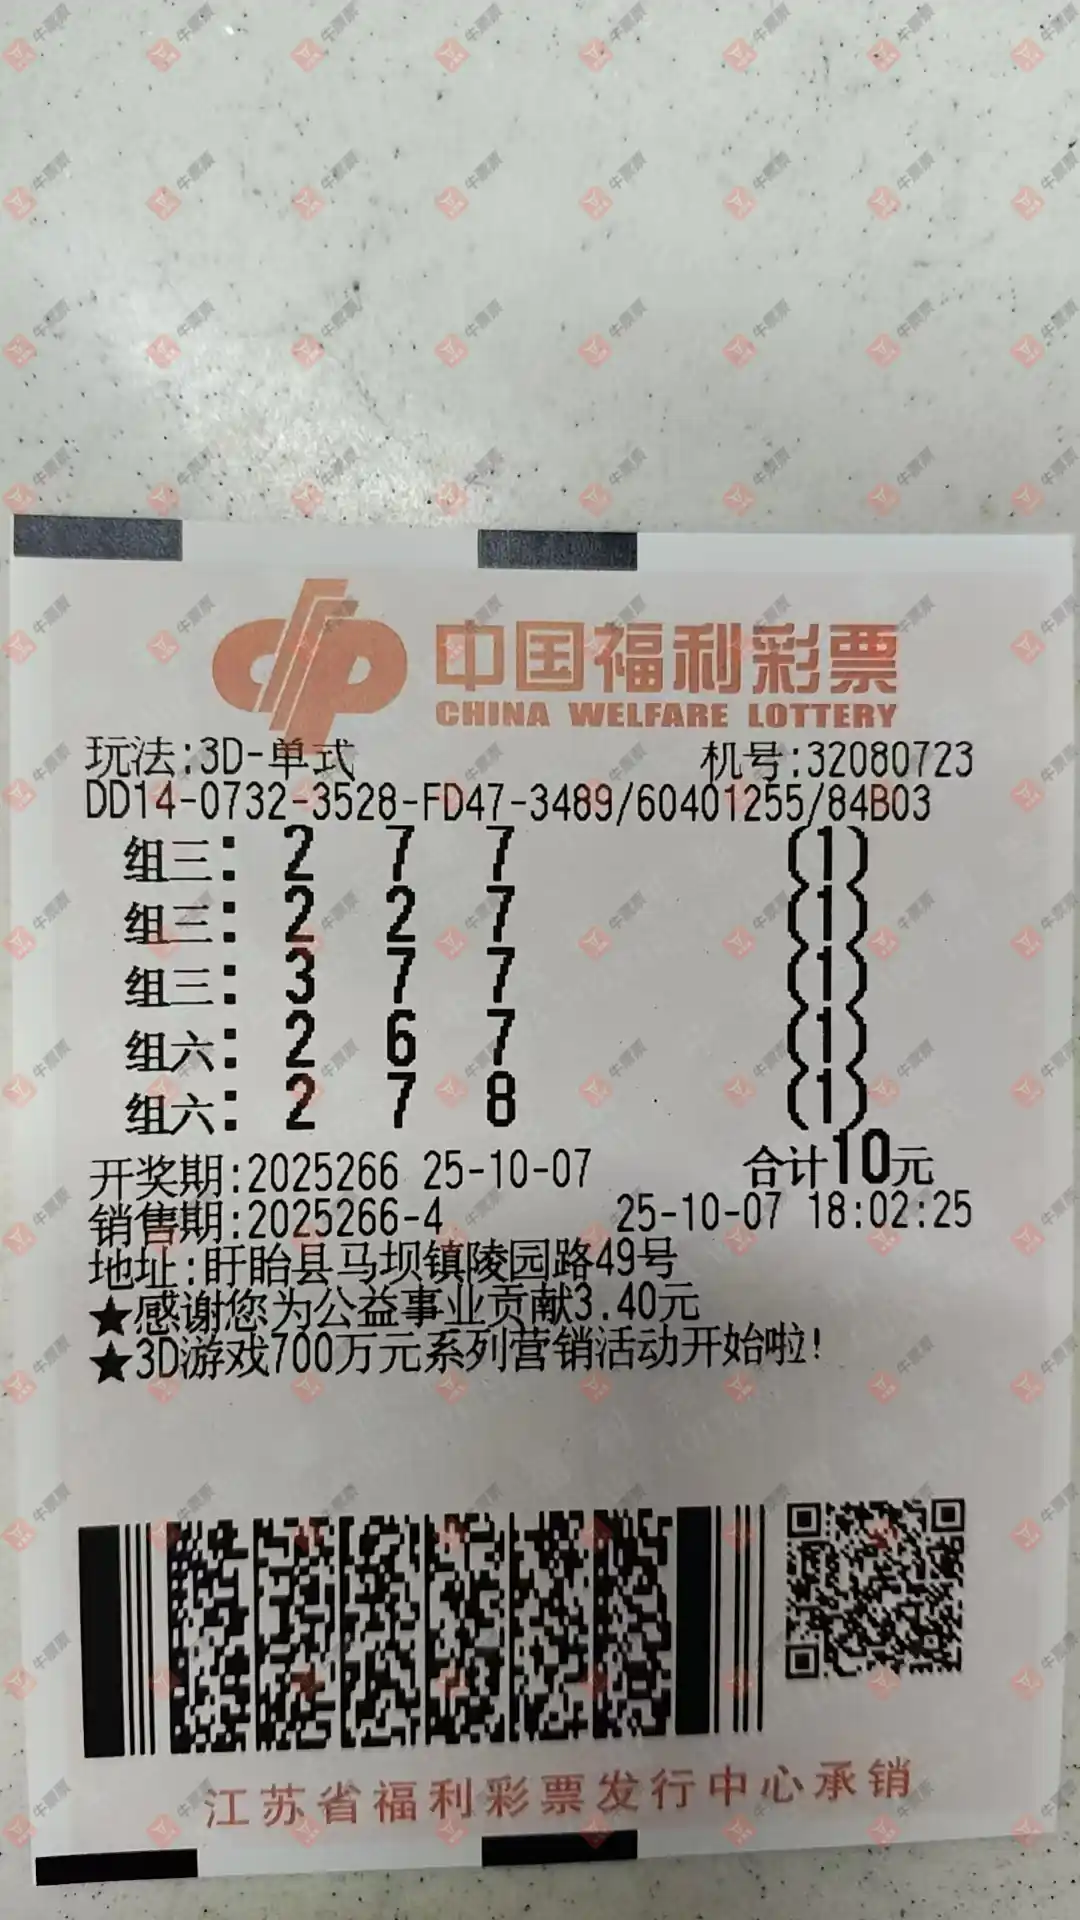 中国福利彩票
CHINA WELFARE LOTTERY
玩法:3D-单式 机号:32080723
DD14-0732-3528-FD47-3489/60401255/84B03
组三: 2 7 7 (1)
组三: 2 2 7 (1)
组三: 3 7 7 (1)
组六: 2 6 7 (1)
组六: 2 7 8 (1)
开奖期:2025266 25-10-07 合计10元
销售期:2025266-4 25-10-07 18:02:25
地址:盱眙县马坝镇陵园路49号
★感谢您为公益事业贡献3.40元
★3D游戏700万元系列营销活动开始啦!
江苏省福利彩票发行中心承销
牛票票